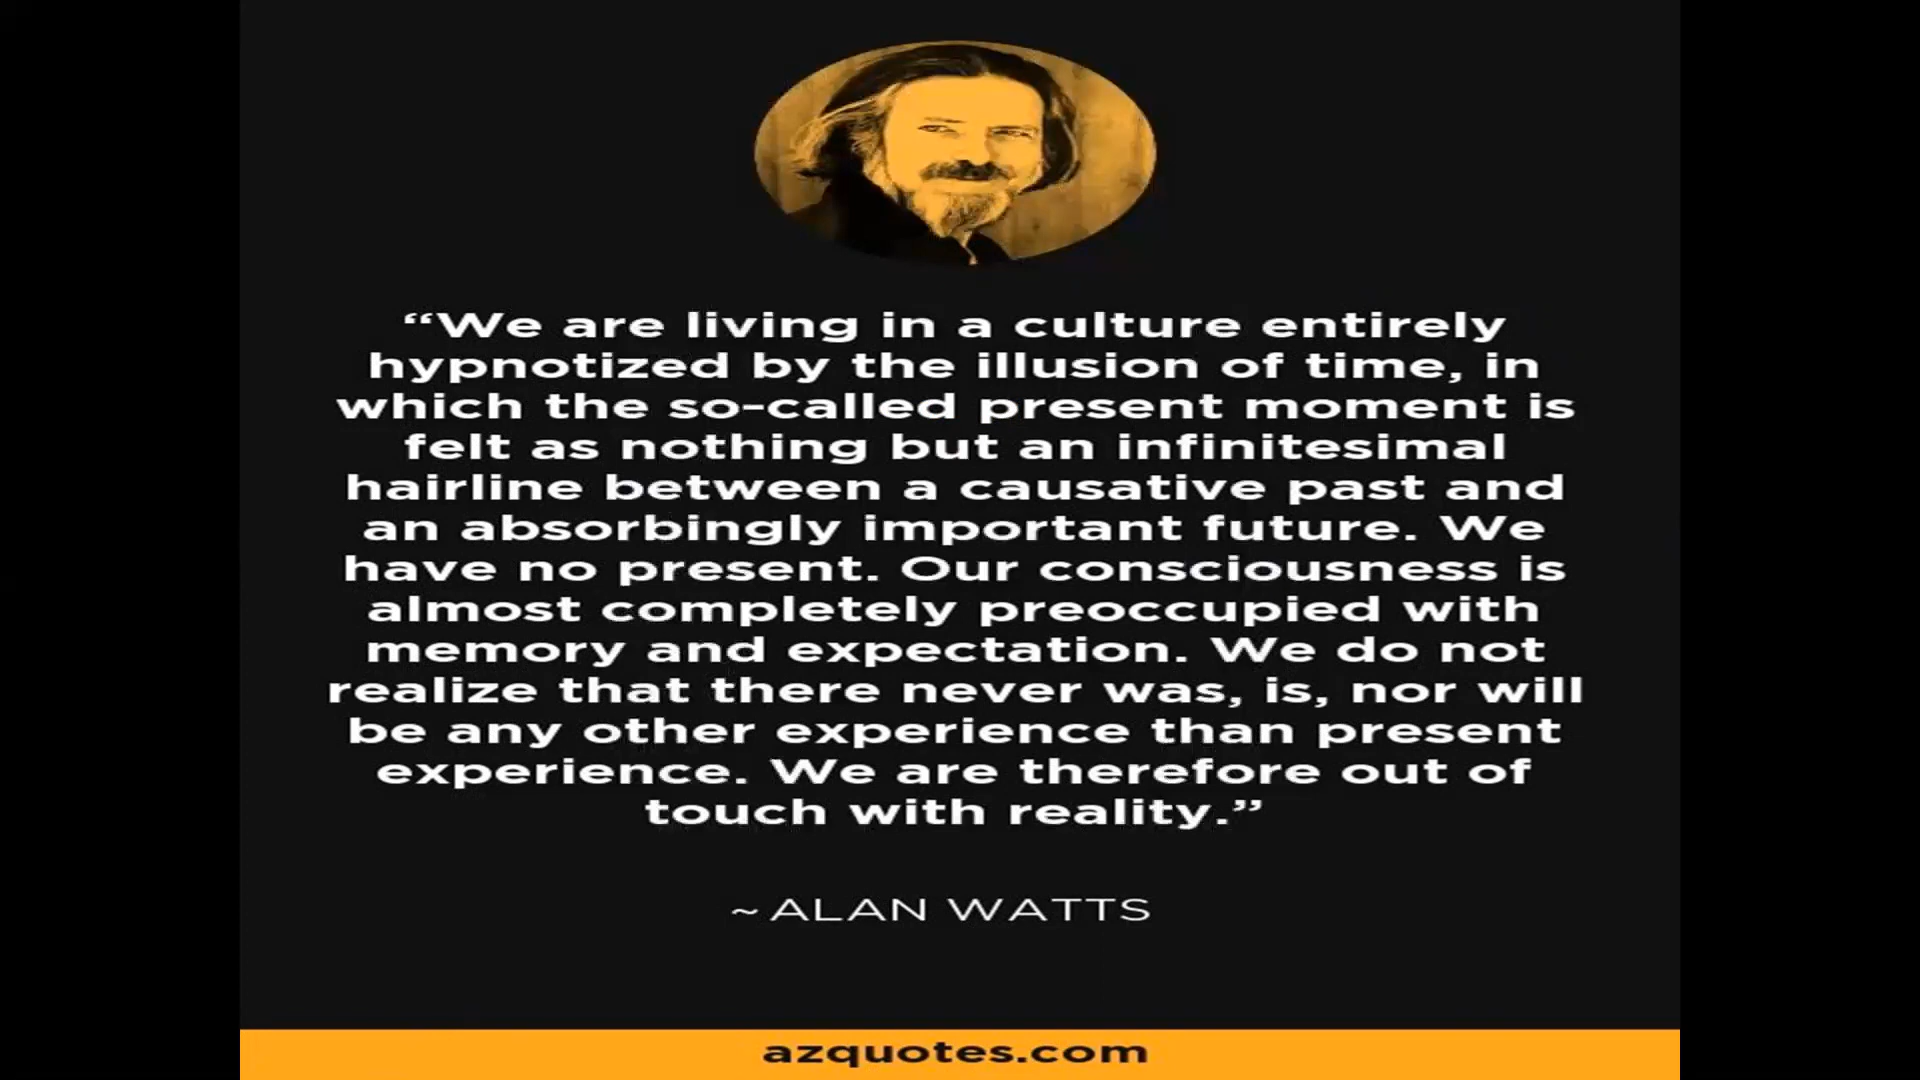 “We are living in a culture entirely
hypnotized by the illusion of time, in
which the so-called present moment is
felt as nothing but an infinitesimal
hairline between a causative past and
an absorbingly important future. We
have no present. Our consciousness is
almost completely preoccupied with
memory and expectation. We do not
realize that there never was, is, nor will
be any other experience than present
experience. We are therefore out of
touch with reality.”
~ ALAN WATTS
azquotes.com